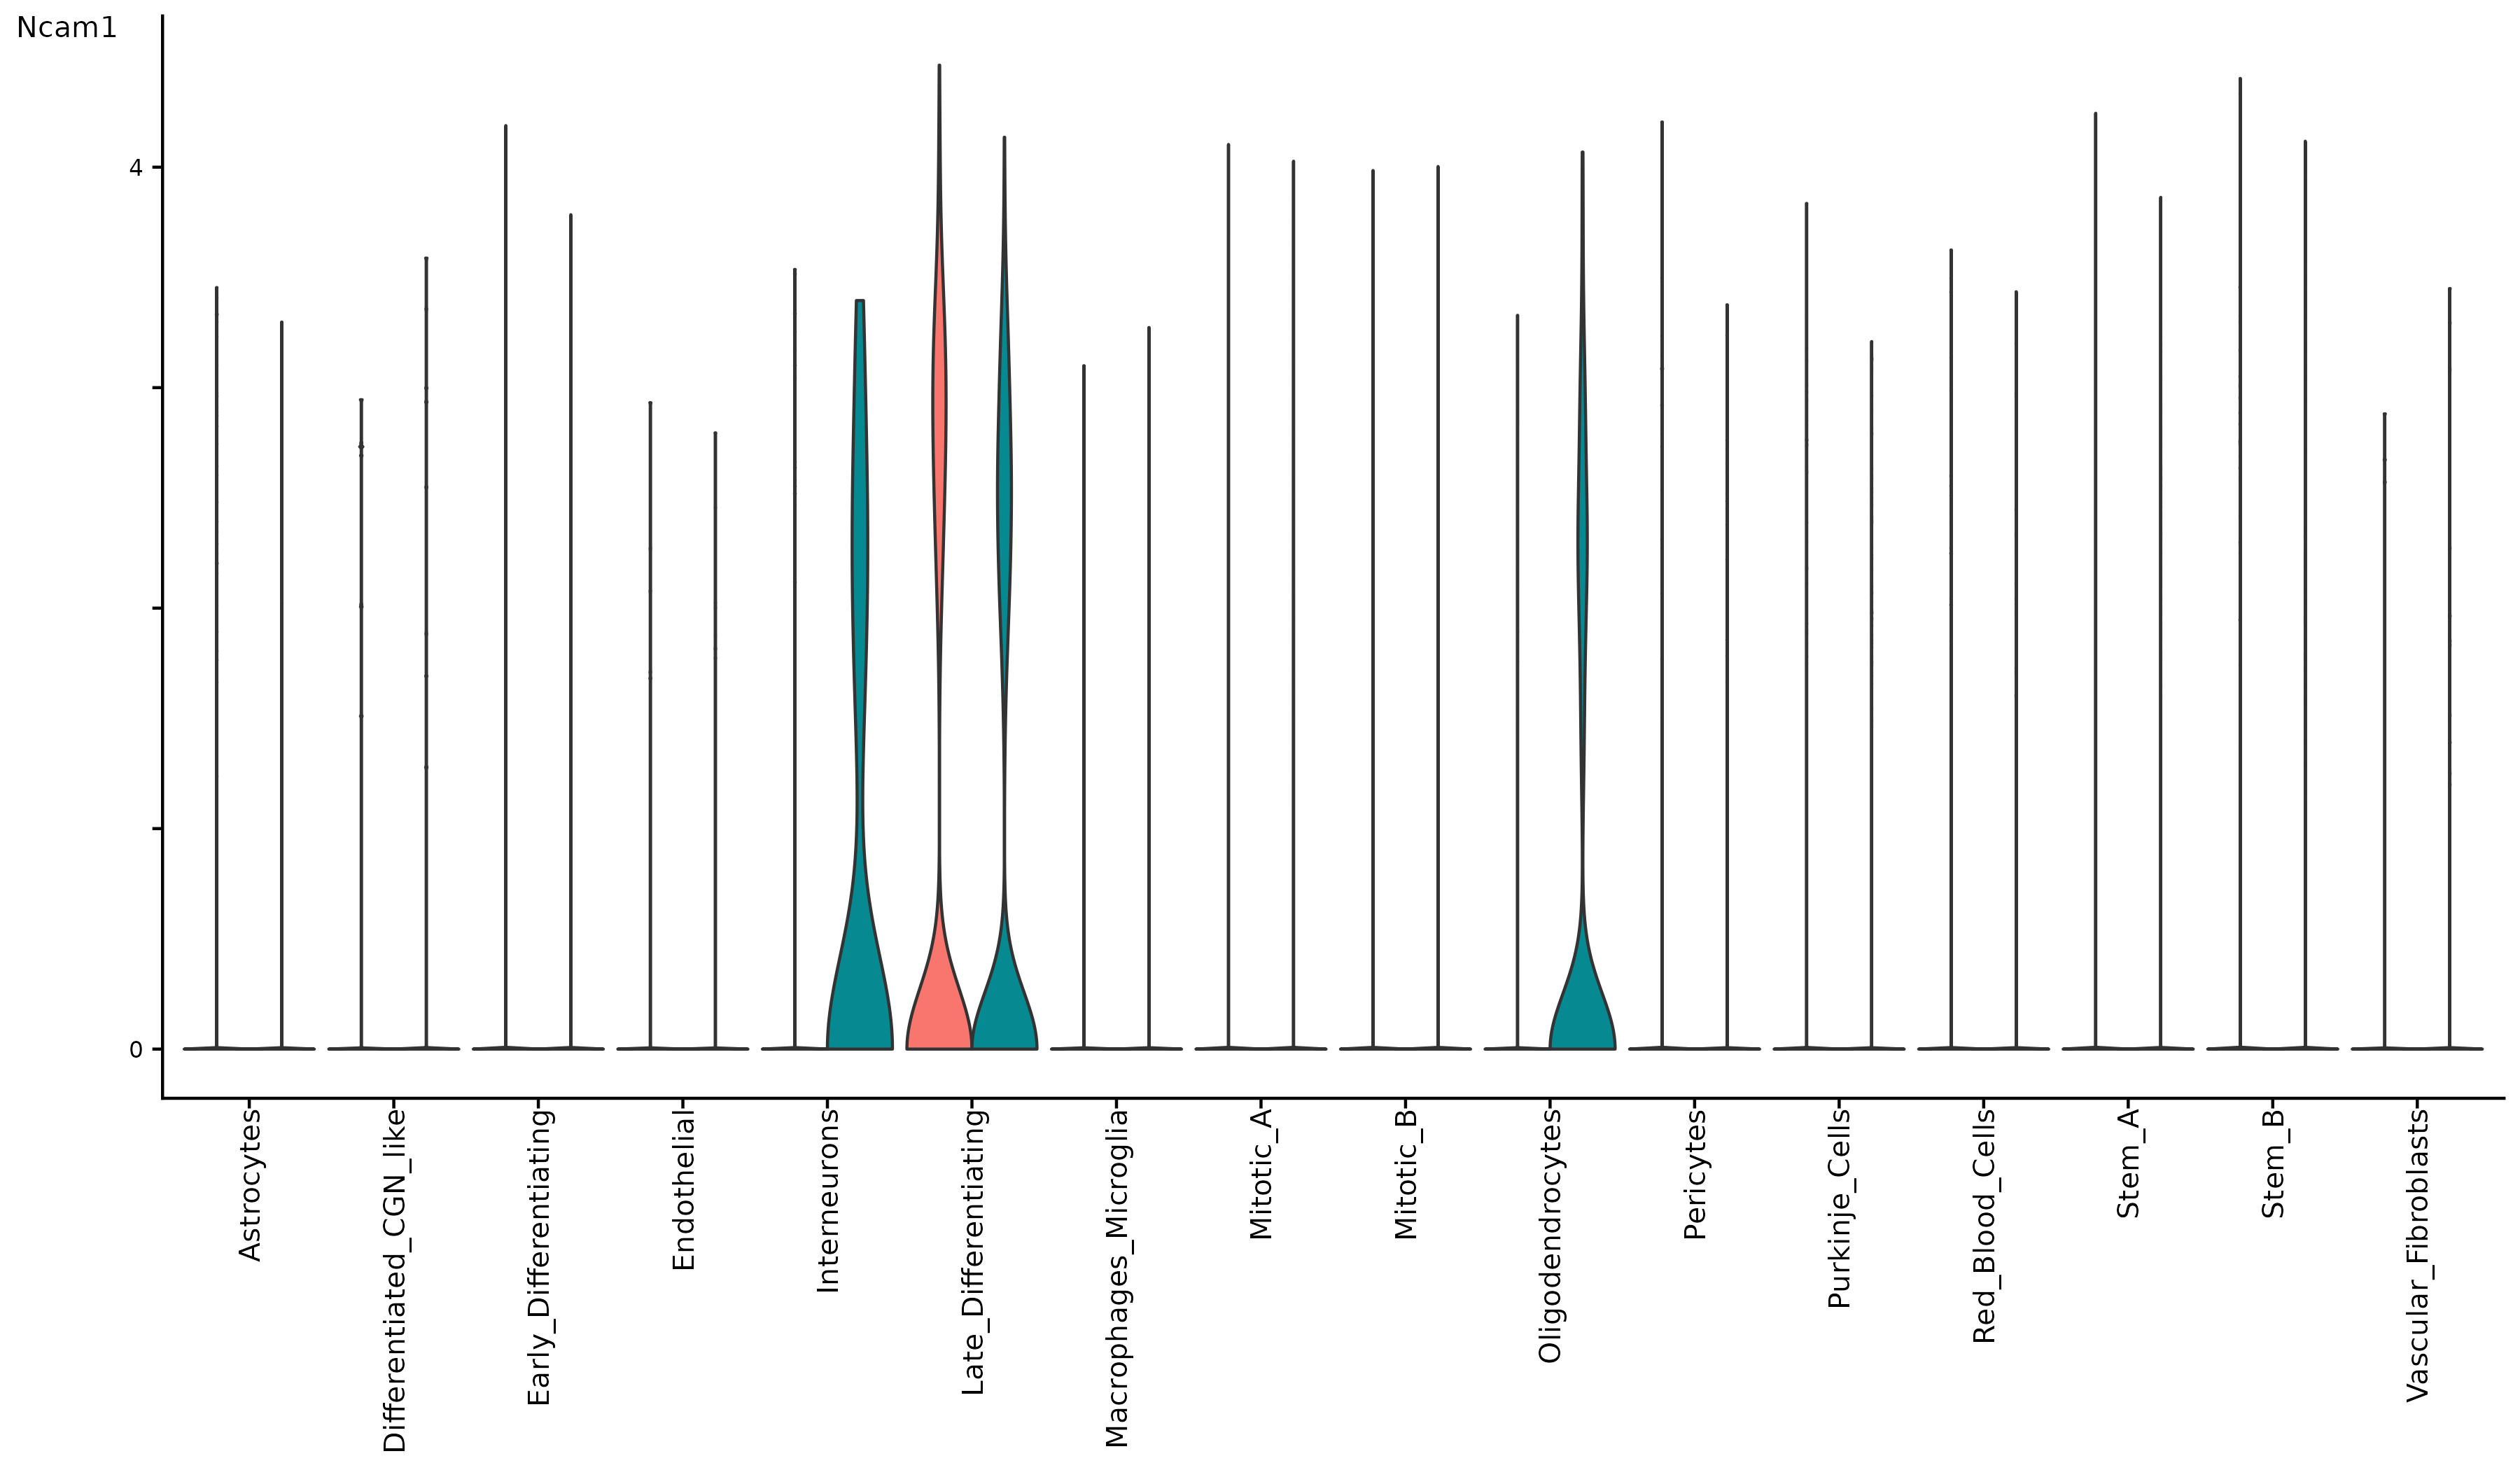 Ncam1
4
0
Astrocytes
Differentiated_CGN_like
Early_Differentiating
Endothelial
Interneurons
Late_Differentiating
Macrophages_Microglia
Mitotic_A
Mitotic_B
Oligodendrocytes
Pericytes
Purkinje_Cells
Red_Blood_Cells
Stem_A
Stem_B
Vascular_Fibroblasts